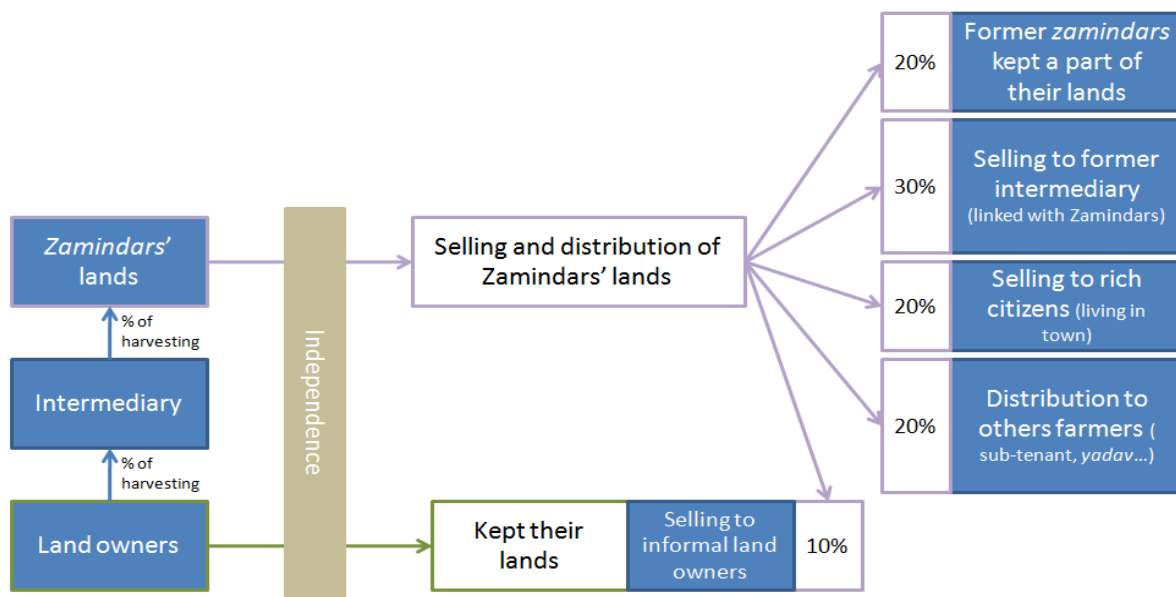 Zamindars'
lands
% of
harvesting
Intermediary
% of
harvesting
Land owners
Independence
Selling and distribution of
Zamindars' lands
Kept their
lands
Selling to
informal land
owners
10%
20%
Former zamindars
kept a part of
their lands
30%
Selling to former
intermediary
(linked with Zamindars)
20%
Selling to rich
citizens (living in
town)
20%
Distribution to
others farmers (
sub-tenant, yadav...)